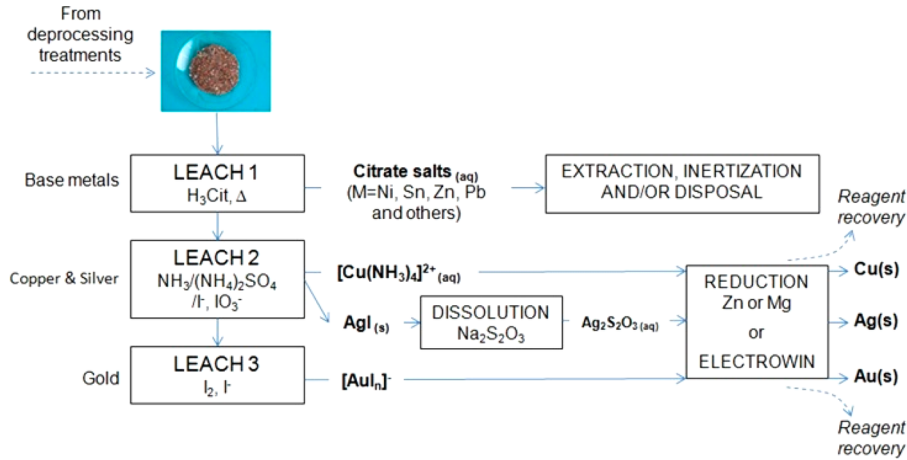 From
deprocessing
treatments
Base metals
LEACH 1
H₃Cit, Δ
Citrate salts (aq)
(M=Ni, Sn, Zn, Pb
and others)
EXTRACTION, INERTIZATION
AND/OR DISPOSAL
Reagent
recovery
Copper & Silver
LEACH 2
NH₃/(NH₄)₂SO₄
/I⁻, IO₃⁻
[Cu(NH₃)₄]²⁺ (aq)
AgI (s)
DISSOLUTION
Na₂S₂O₃
Ag₂S₂O₃ (aq)
REDUCTION
Zn or Mg
or
ELECTROWIN
Cu(s)
Ag(s)
Au(s)
Gold
LEACH 3
I₂, I⁻
[AuIₙ]⁻
Reagent
recovery